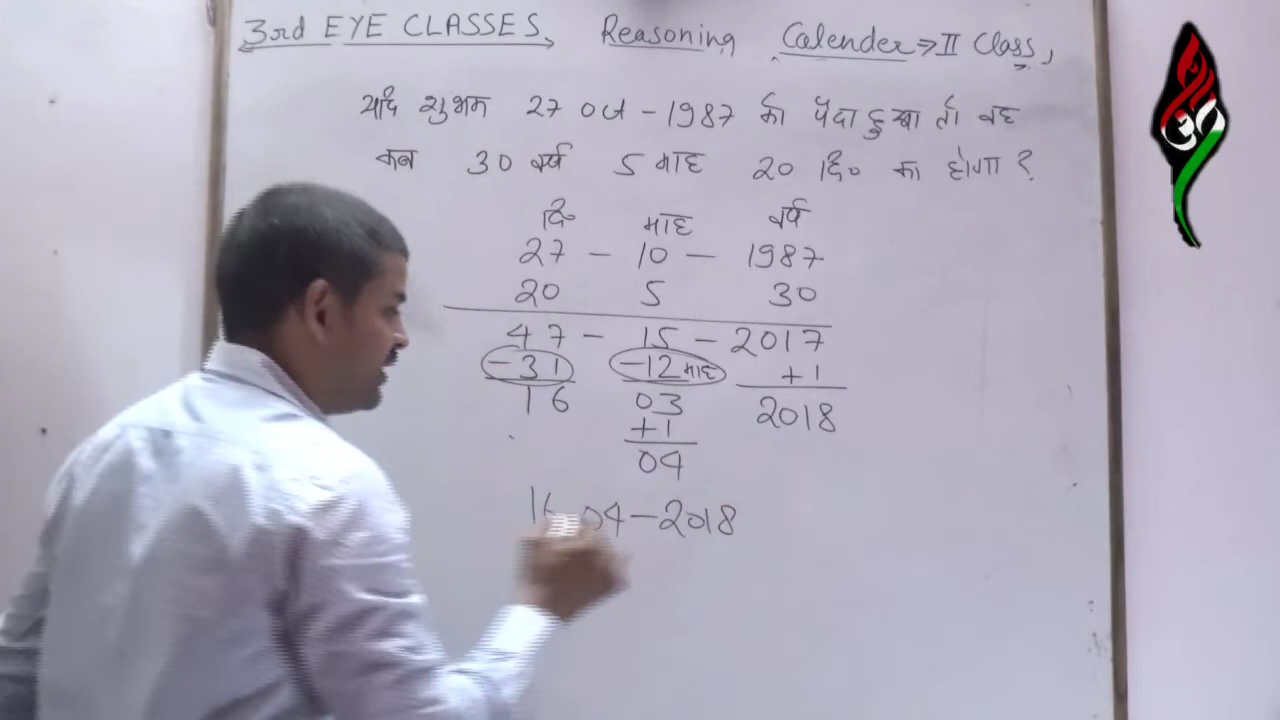 3rd EYE CLASSES Reasoning Calender ⇒ II Class,
यदि शुभम 27 Oct - 1987 को पैदा हुआ तो वह
कब 30 वर्ष 5 माह 20 दि० का होगा ?
दि० माह वर्ष
27 - 10 - 1987
20 5 30
47 - 15 - 2017
-31 -12 माह +1
16 03 2018
+1
04
16 04 - 2018